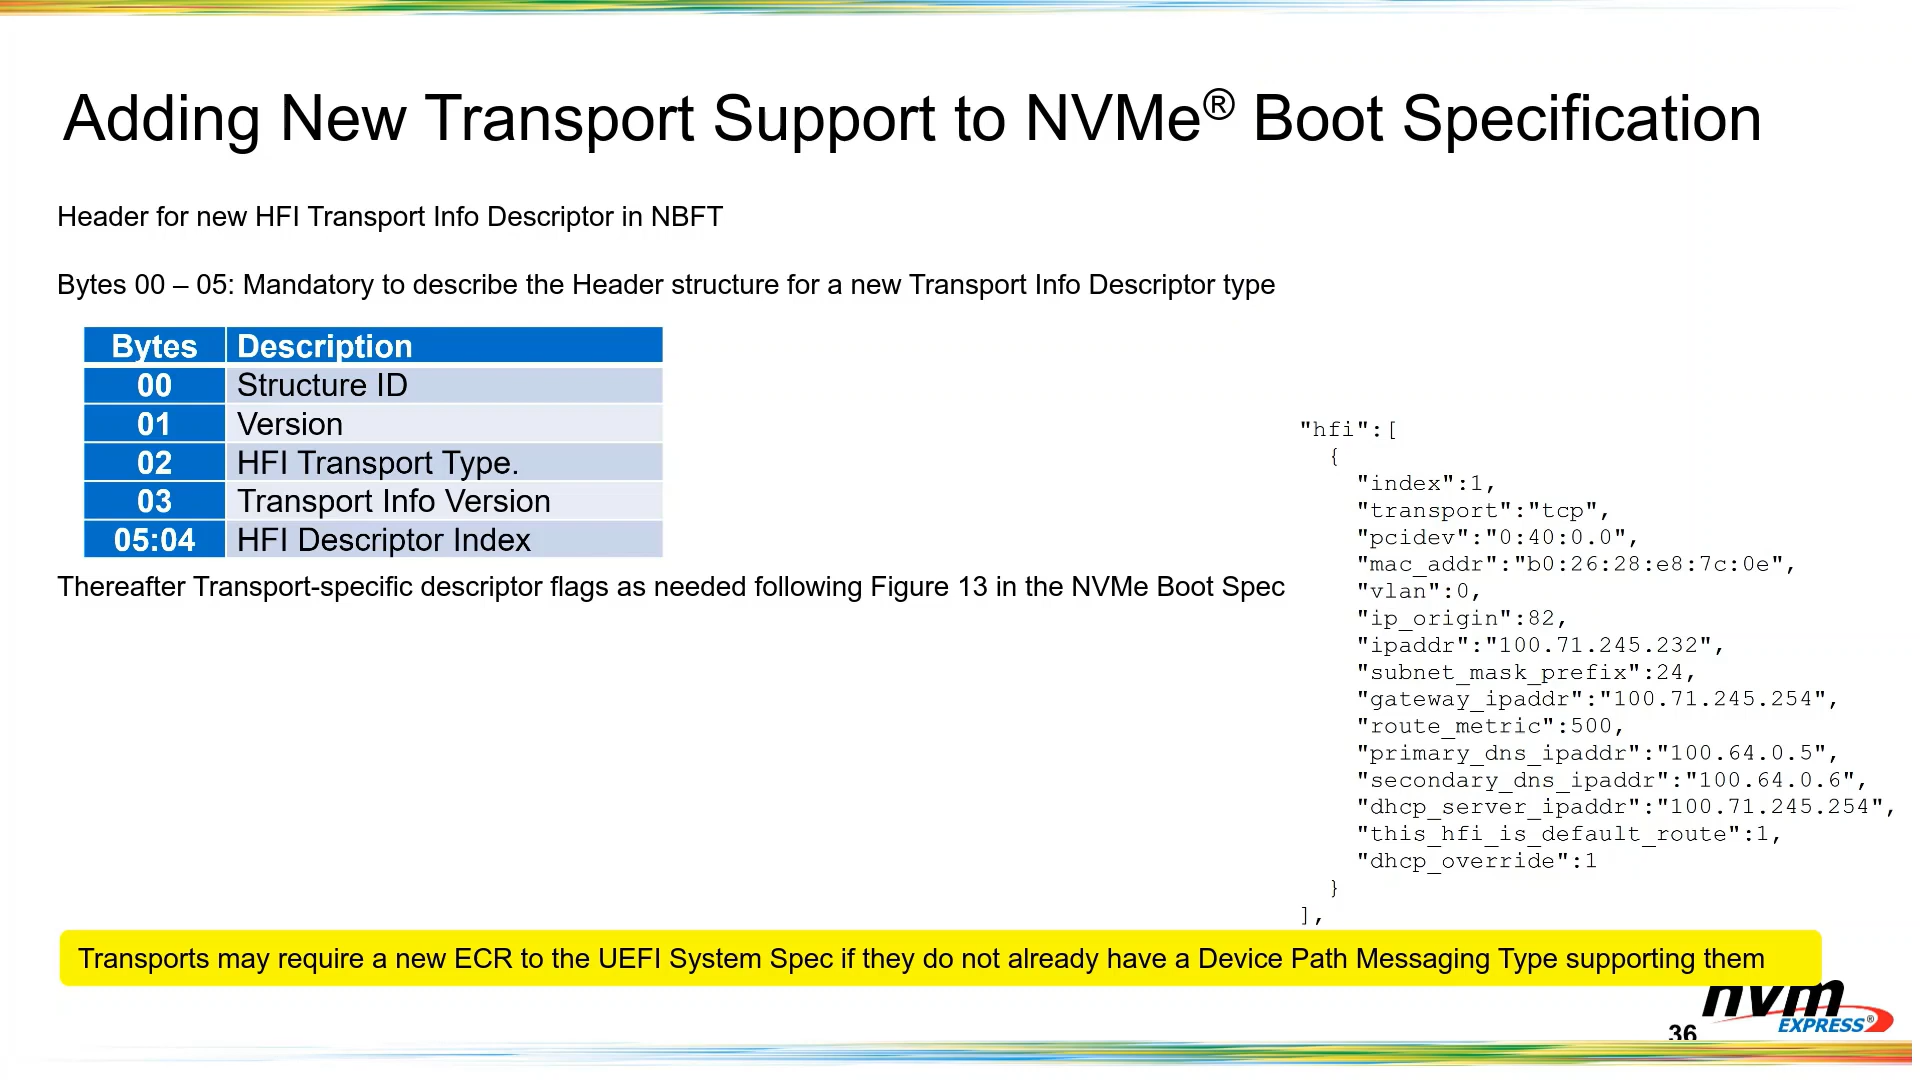 Adding New Transport Support to NVMe® Boot Specification
Header for new HFI Transport Info Descriptor in NBFT
Bytes 00 – 05: Mandatory to describe the Header structure for a new Transport Info Descriptor type
Bytes Description
00 Structure ID
01 Version
02 HFI Transport Type.
03 Transport Info Version
05:04 HFI Descriptor Index
Thereafter Transport-specific descriptor flags as needed following Figure 13 in the NVMe Boot Spec
"hfi":[
{
"index":1,
"transport":"tcp",
"pcidev":"0:40:0.0",
"mac_addr":"b0:26:28:e8:7c:0e",
"vlan":0,
"ip_origin":82,
"ipaddr":"100.71.245.232",
"subnet_mask_prefix":24,
"gateway_ipaddr":"100.71.245.254",
"route_metric":500,
"primary_dns_ipaddr":"100.64.0.5",
"secondary_dns_ipaddr":"100.64.0.6",
"dhcp_server_ipaddr":"100.71.245.254",
"this_hfi_is_default_route":1,
"dhcp_override":1
}
],
Transports may require a new ECR to the UEFI System Spec if they do not already have a Device Path Messaging Type supporting them
nvm
EXPRESS®
36